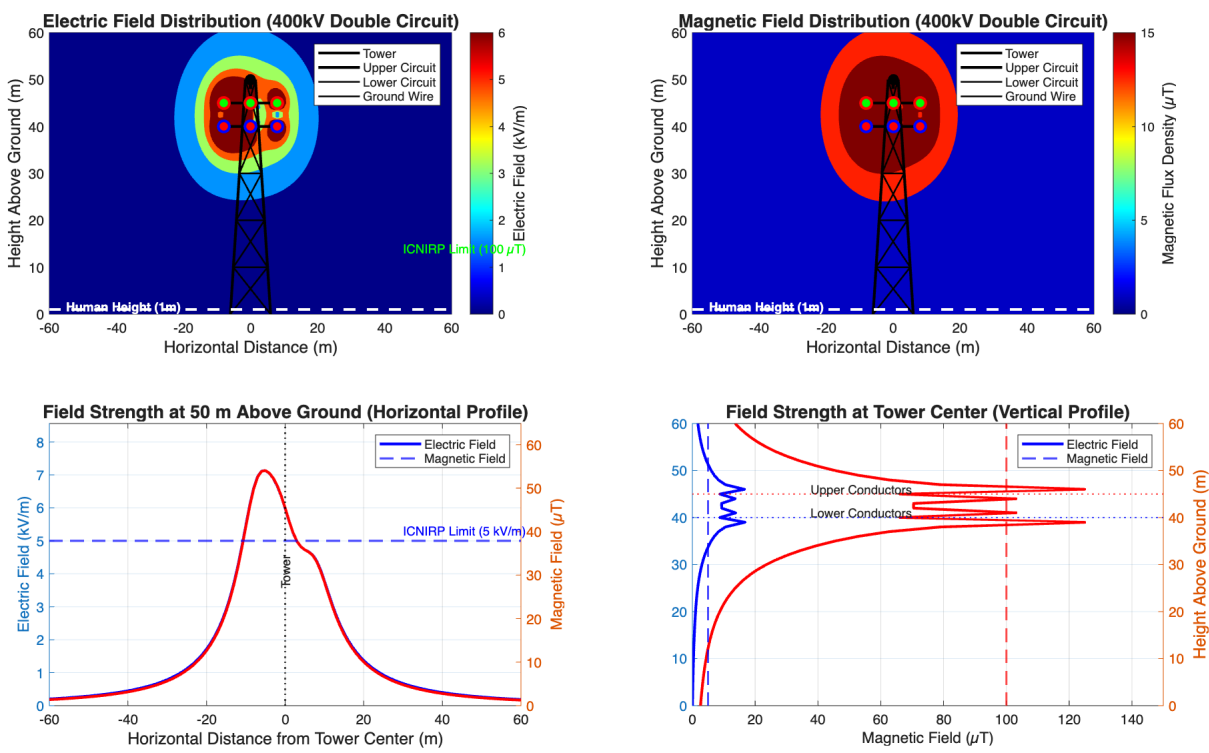 Electric Field Distribution (400kV Double Circuit)
60
50
40
30
20
10
0
Height Above Ground (m)
Tower
Upper Circuit
Lower Circuit
Ground Wire
ICNIRP Limit (100 µT)
Human Height (1m)
-60 -40 -20 0 20 40 60
Horizontal Distance (m)
6
5
4
3
2
1
0
Electric Field (kV/m)
Magnetic Field Distribution (400kV Double Circuit)
60
50
40
30
20
10
0
Height Above Ground (m)
Tower
Upper Circuit
Lower Circuit
Ground Wire
Human Height (1m)
-60 -40 -20 0 20 40 60
Horizontal Distance (m)
15
10
5
0
Magnetic Flux Density (µT)
Field Strength at 50 m Above Ground (Horizontal Profile)
8
7
6
5
4
3
2
1
0
Electric Field (kV/m)
Electric Field
Magnetic Field
ICNIRP Limit (5 kV/m)
Tower
60
50
40
30
20
10
0
Magnetic Field (µT)
-60 -40 -20 0 20 40 60
Horizontal Distance from Tower Center (m)
Field Strength at Tower Center (Vertical Profile)
60
50
40
30
20
10
0
Electric Field
Magnetic Field
Upper Conductors
Lower Conductors
60
50
40
30
20
10
0
Height Above Ground (m)
0 20 40 60 80 100 120 140
Magnetic Field (µT)